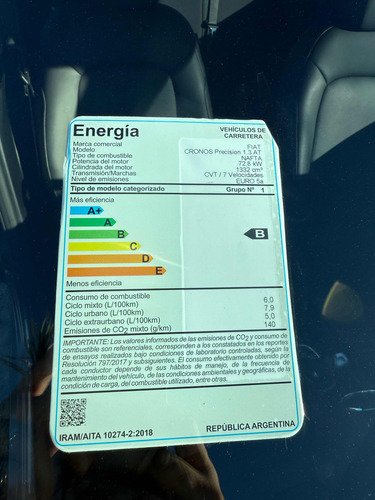 Energía
VEHÍCULOS DE
CARRETERA
Marca comercial FIAT
Modelo CRONOS Precision 1.3 AT
Tipo de combustible NAFTA
Potencia del motor 72,8 kW
Cilindrada del motor 1332 cm³
Transmisión/Marchas CVT / 7 Velocidades
Nivel de emisiones EURO 5a
Tipo de modelo categorizado Grupo Nº 1
Más eficiencia
A+
A
B B
C
D
E
Menos eficiencia
Consumo de combustible
Ciclo mixto (L/100km) 6,0
Ciclo urbano (L/100km) 7,9
Ciclo extraurbano (L/100km) 5,0
Emisiones de CO2 mixto (g/km) 140
IMPORTANTE: Los valores informados de las emisiones de CO2 y consumo
de combustible son referenciales, corresponden a los constatados en los reportes
de ensayos realizados bajo condiciones de laboratorio controladas, según la
Resolución 797/2017 y subsiguientes. El consumo efectivamente obtenido por
cada conductor depende de sus hábitos de manejo, de la frecuencia de
mantenimiento del vehículo, de las condiciones ambientales y geográficas, de la
condición de carga, del combustible utilizado, entre otras.
IRAM/AITA 10274-2:2018
REPÚBLICA ARGENTINA